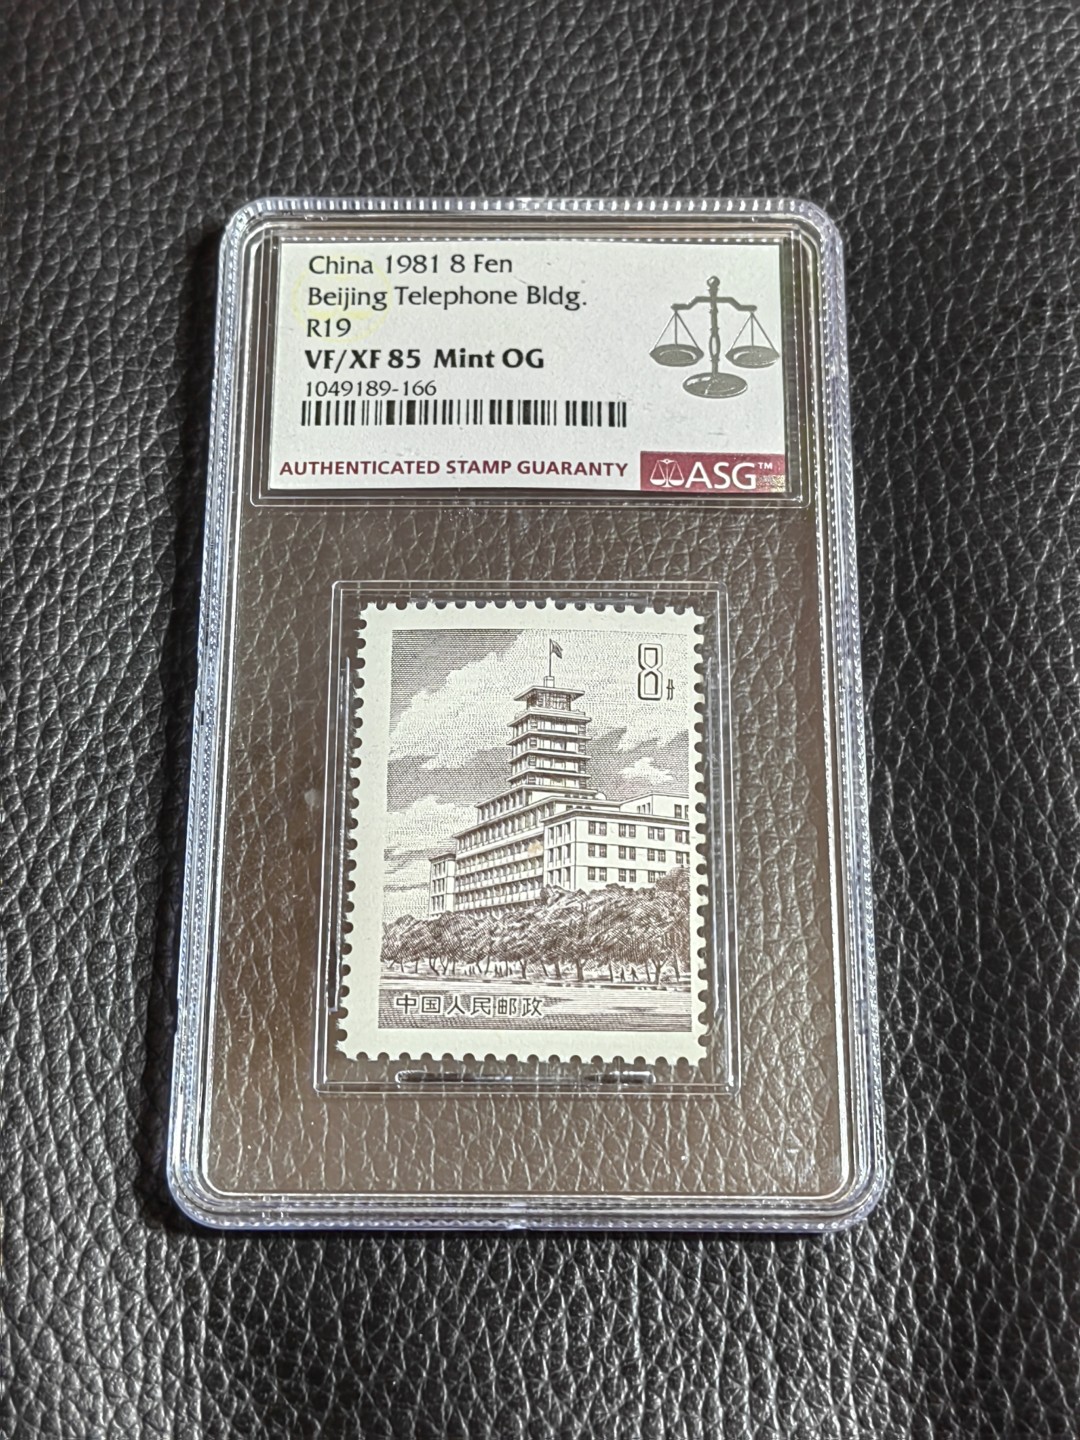 China 1981 8 Fen
Beijing Telephone Bldg.
R19
VF/XF 85 Mint OG
1049189-166
AUTHENTICATED STAMP GUARANTY ASG™
8分
中国人民邮政